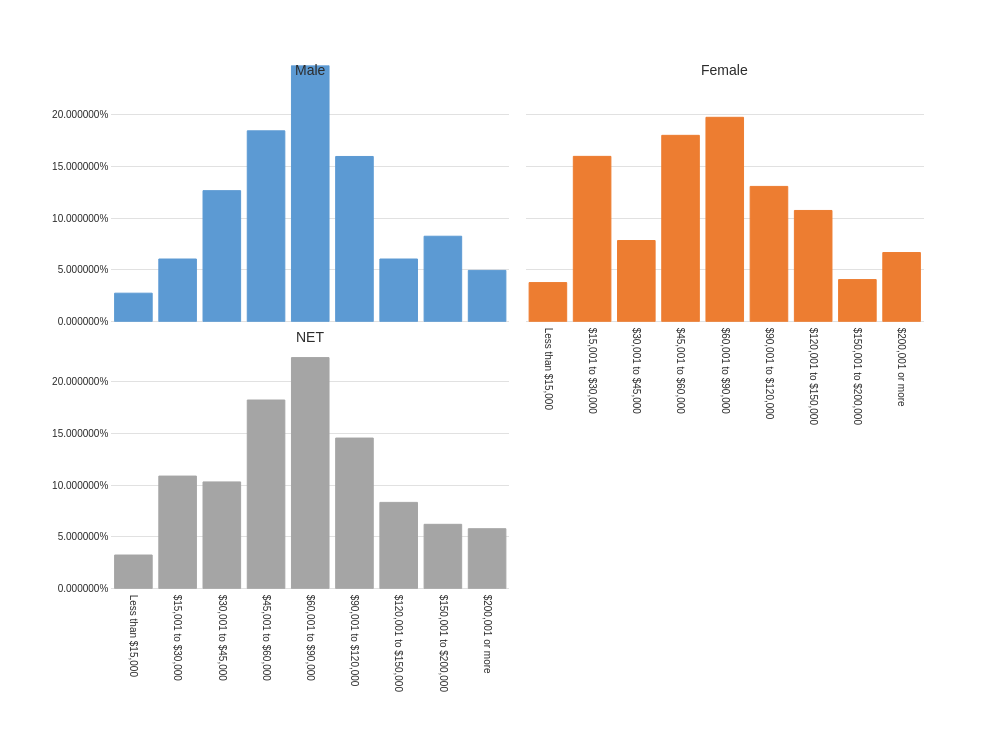 Male
20.000000%
15.000000%
10.000000%
5.000000%
0.000000%
Female
Less than $15,000
$15,001 to $30,000
$30,001 to $45,000
$45,001 to $60,000
$60,001 to $90,000
$90,001 to $120,000
$120,001 to $150,000
$150,001 to $200,000
$200,001 or more
NET
20.000000%
15.000000%
10.000000%
5.000000%
0.000000%
Less than $15,000
$15,001 to $30,000
$30,001 to $45,000
$45,001 to $60,000
$60,001 to $90,000
$90,001 to $120,000
$120,001 to $150,000
$150,001 to $200,000
$200,001 or more